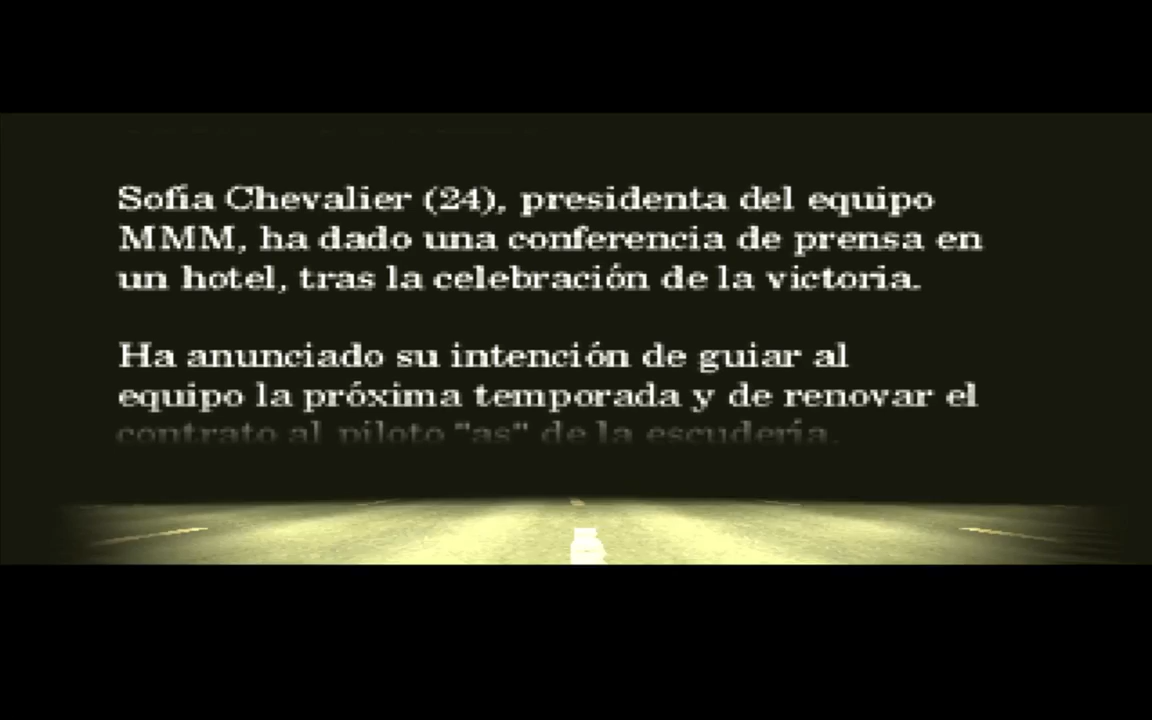 Sofia Chevalier (24), presidenta del equipo
MMM, ha dado una conferencia de prensa en
un hotel, tras la celebración de la victoria.
Ha anunciado su intención de guiar al
equipo la próxima temporada y de renovar el
contrato al piloto "as" de la escudería.